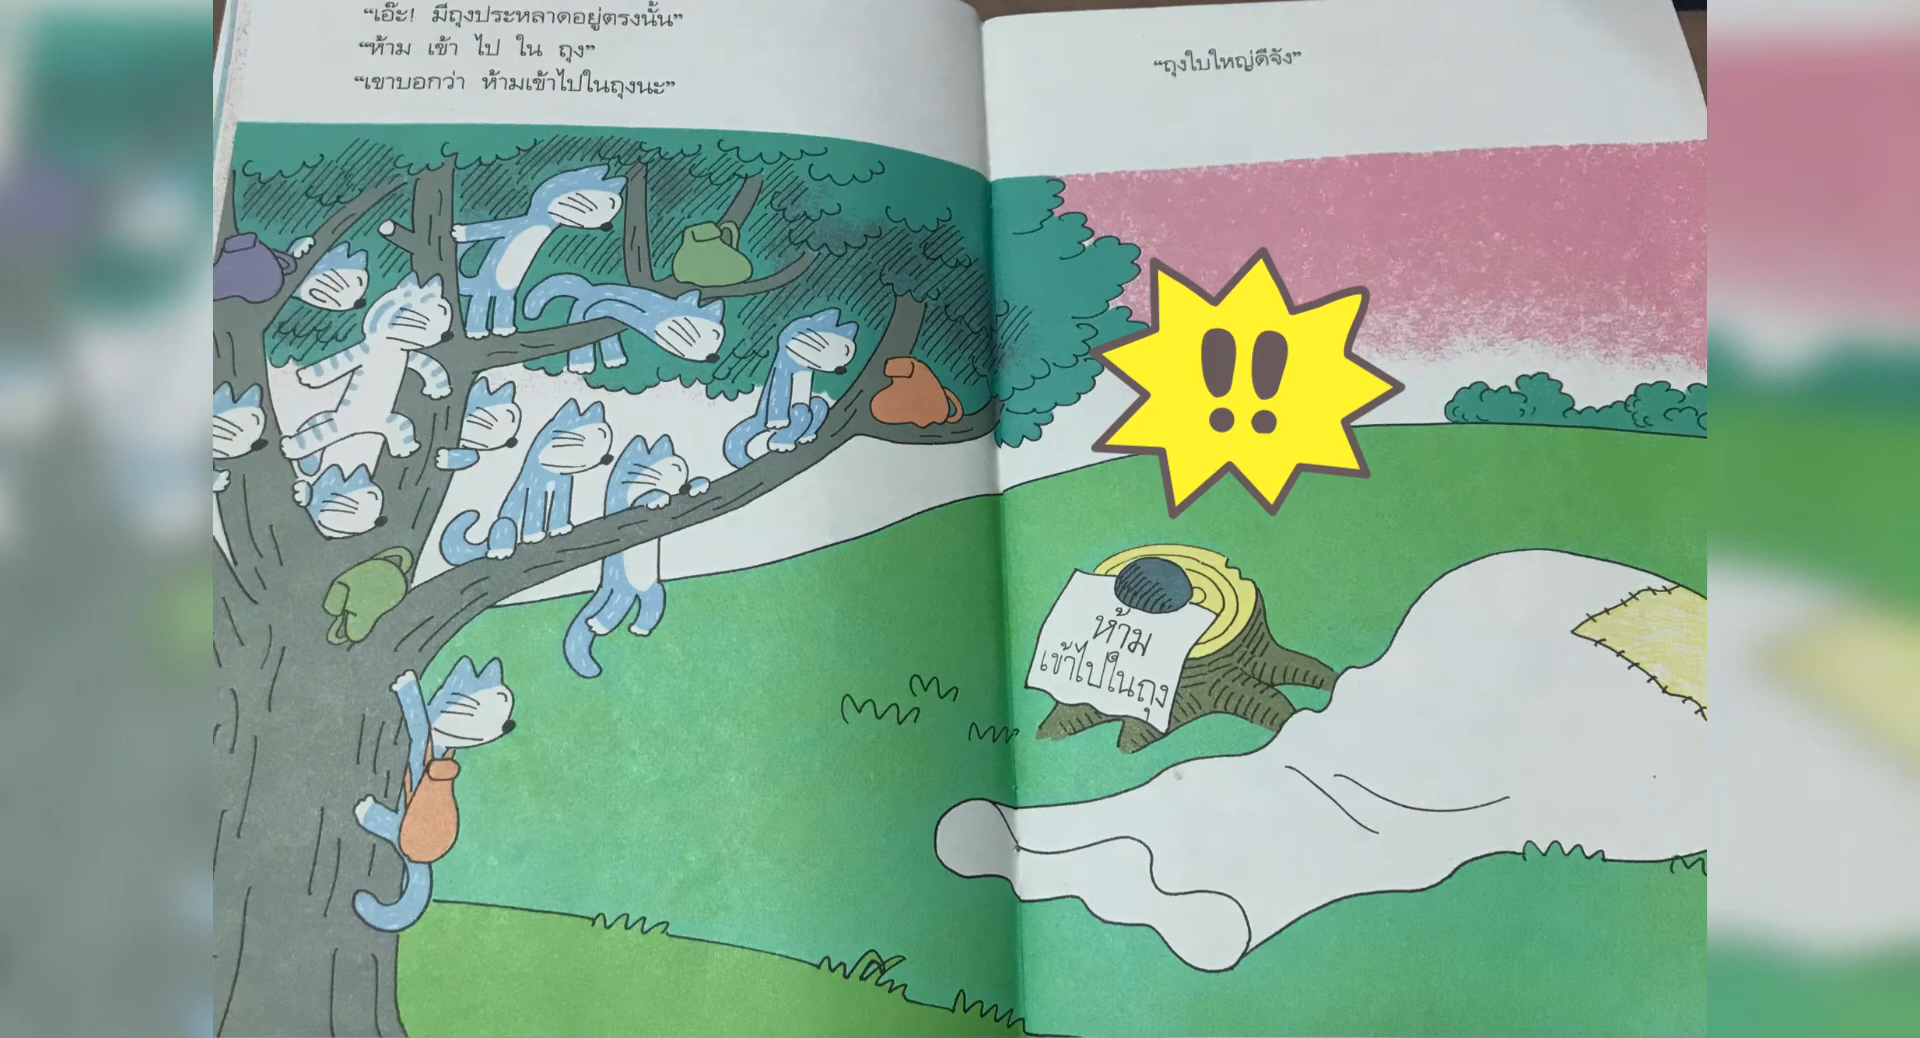 “เอ๊ะ! มีถุงประหลาดอยู่ตรงนั้น”
“ห้าม เข้า ไป ใน ถุง”
“เขาบอกว่า ห้ามเข้าไปในถุงนะ”
“ถุงใบใหญ่ดีจัง”
!!
ห้าม
เข้าไปในถุง